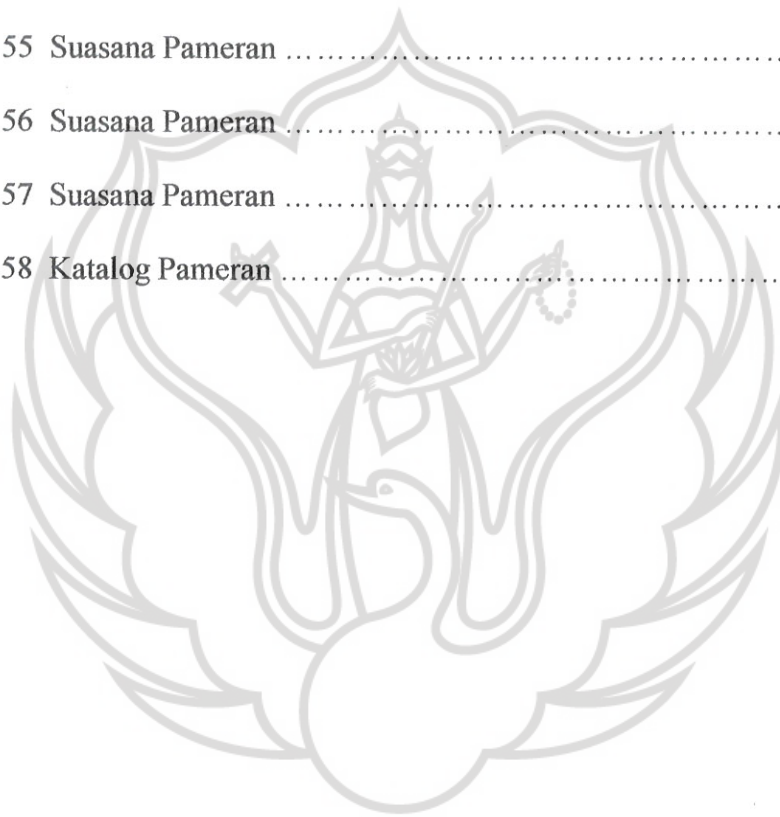 55 Suasana Pameran ……………………………………………
56 Suasana Pameran ……………………………………………
57 Suasana Pameran ……………………………………………
58 Katalog Pameran ……………………………………………